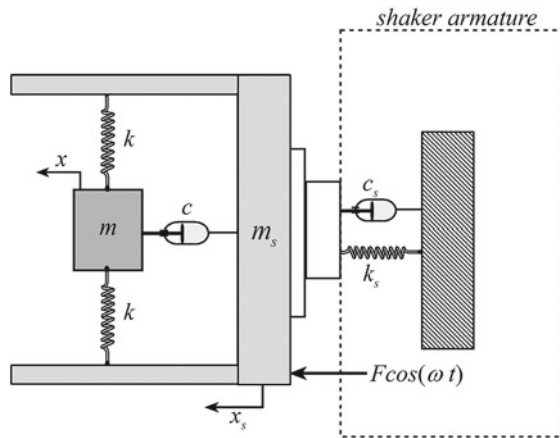 shaker armature
k
x
c
c_s
m
m_s
k_s
k
F cos(ω t)
x_s